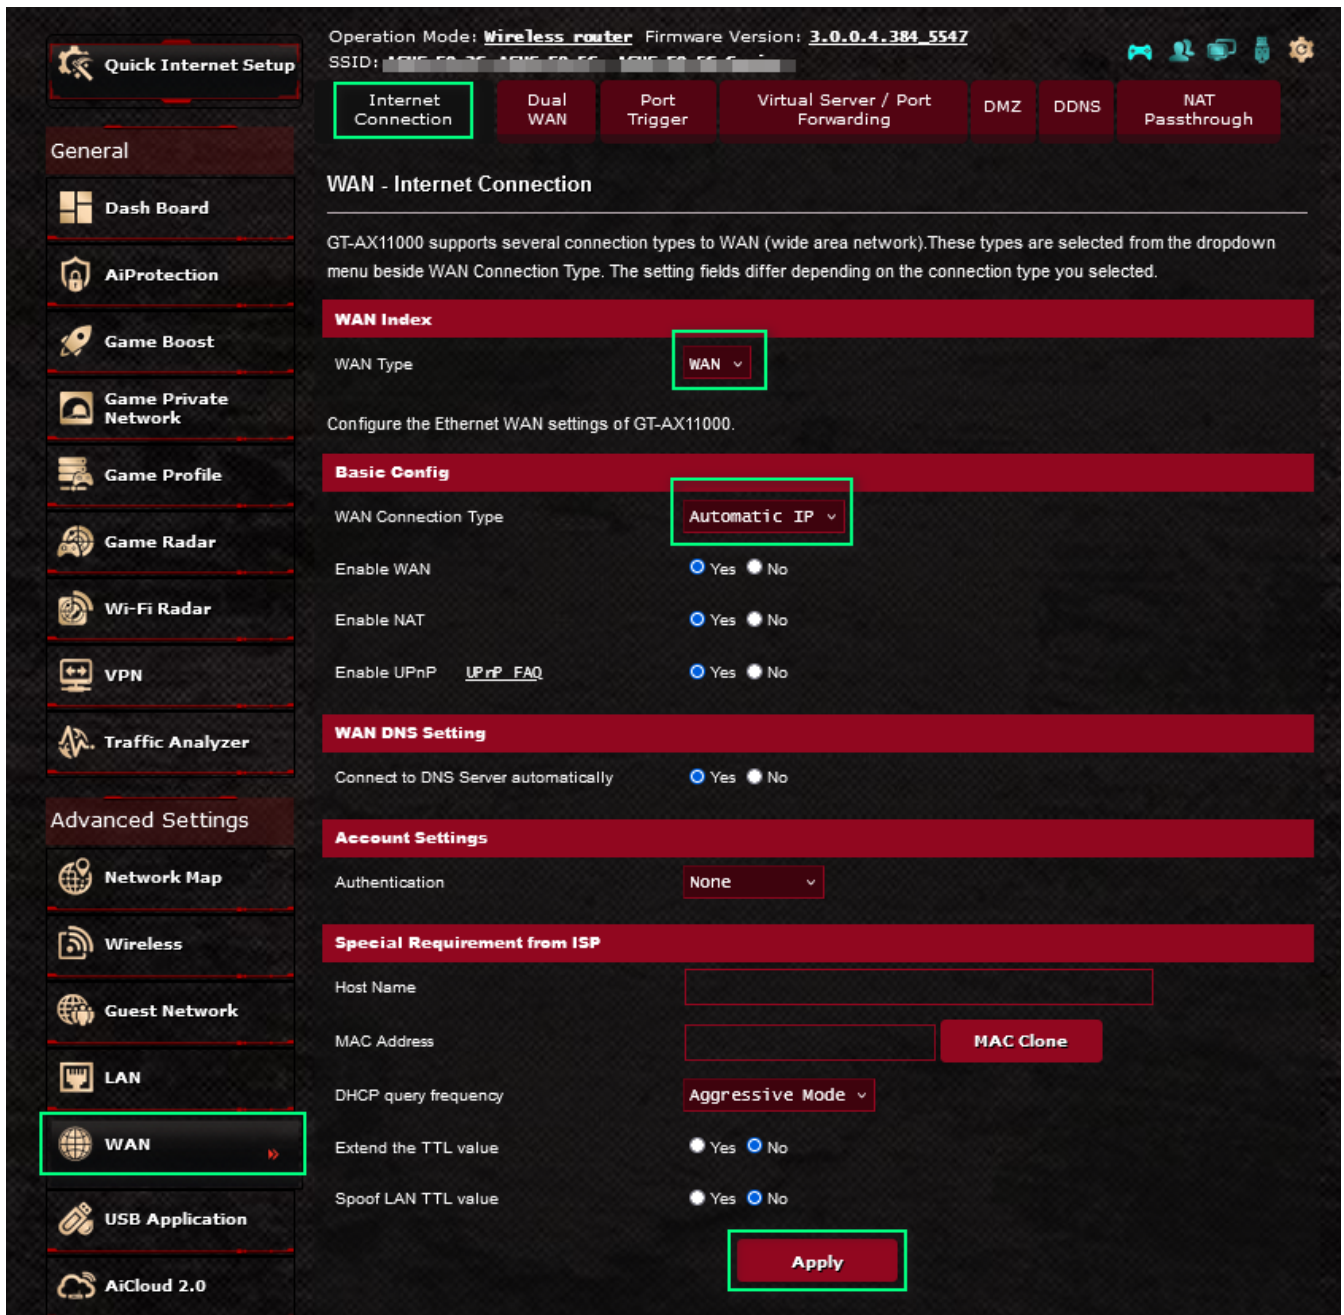 Operation Mode: Wireless router Firmware Version: 3.0.0.4.384_5547
SSID:
Quick Internet Setup
Internet Connection
Dual WAN
Port Trigger
Virtual Server / Port Forwarding
DMZ
DDNS
NAT Passthrough
General
Dash Board
AiProtection
Game Boost
Game Private Network
Game Profile
Game Radar
Wi-Fi Radar
VPN
Traffic Analyzer
Advanced Settings
Network Map
Wireless
Guest Network
LAN
WAN
USB Application
AiCloud 2.0
WAN - Internet Connection
GT-AX11000 supports several connection types to WAN (wide area network).These types are selected from the dropdown
menu beside WAN Connection Type. The setting fields differ depending on the connection type you selected.
WAN Index
WAN Type WAN
Configure the Ethernet WAN settings of GT-AX11000.
Basic Config
WAN Connection Type Automatic IP
Enable WAN Yes No
Enable NAT Yes No
Enable UPnP UPnP FAQ Yes No
WAN DNS Setting
Connect to DNS Server automatically Yes No
Account Settings
Authentication None
Special Requirement from ISP
Host Name
MAC Address MAC Clone
DHCP query frequency Aggressive Mode
Extend the TTL value Yes No
Spoof LAN TTL value Yes No
Apply